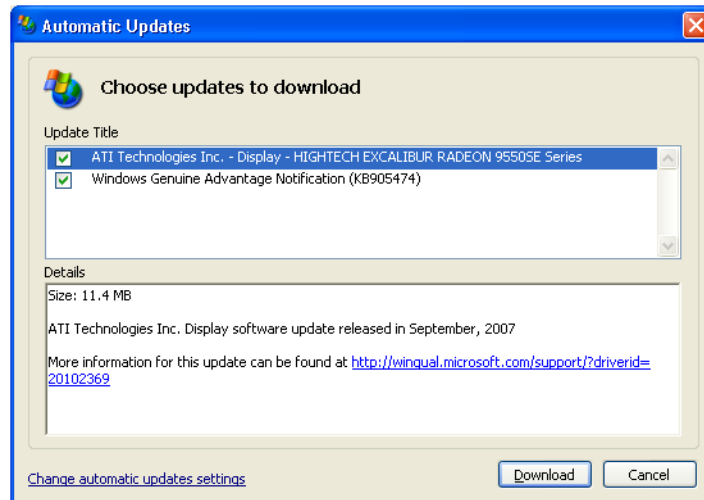 Automatic Updates
Choose updates to download
Update Title
ATI Technologies Inc. - Display - HIGHTECH EXCALIBUR RADEON 9550SE Series
Windows Genuine Advantage Notification (KB905474)
Details
Size: 11.4 MB
ATI Technologies Inc. Display software update released in September, 2007
More information for this update can be found at http://winqual.microsoft.com/support/?driverid=
20102369
Change automatic updates settings
Download
Cancel